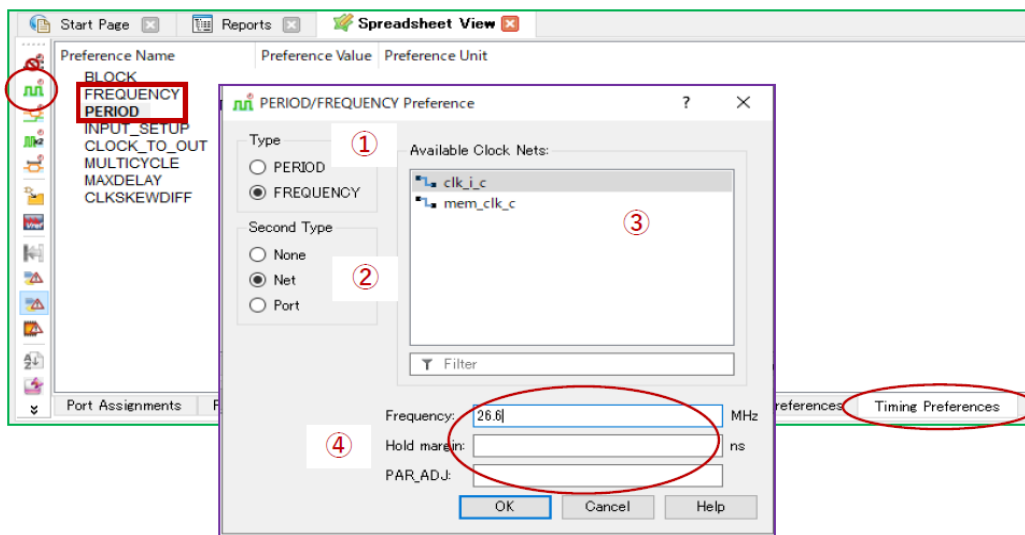 Start Page
Reports
Spreadsheet View
Preference Name Preference Value Preference Unit
BLOCK
FREQUENCY
PERIOD
INPUT_SETUP
CLOCK_TO_OUT
MULTICYCLE
MAXDELAY
CLKSKEWDIFF
PERIOD/FREQUENCY Preference ? ×
Type
①
PERIOD
FREQUENCY
Second Type
None
②
Net
Port
Available Clock Nets:
clk_i_c
mem_clk_c
③
Filter
④
Frequency: 26.6 MHz
Hold margin: ns
PAR_ADJ:
OK Cancel Help
Port Assignments
references
Timing Preferences